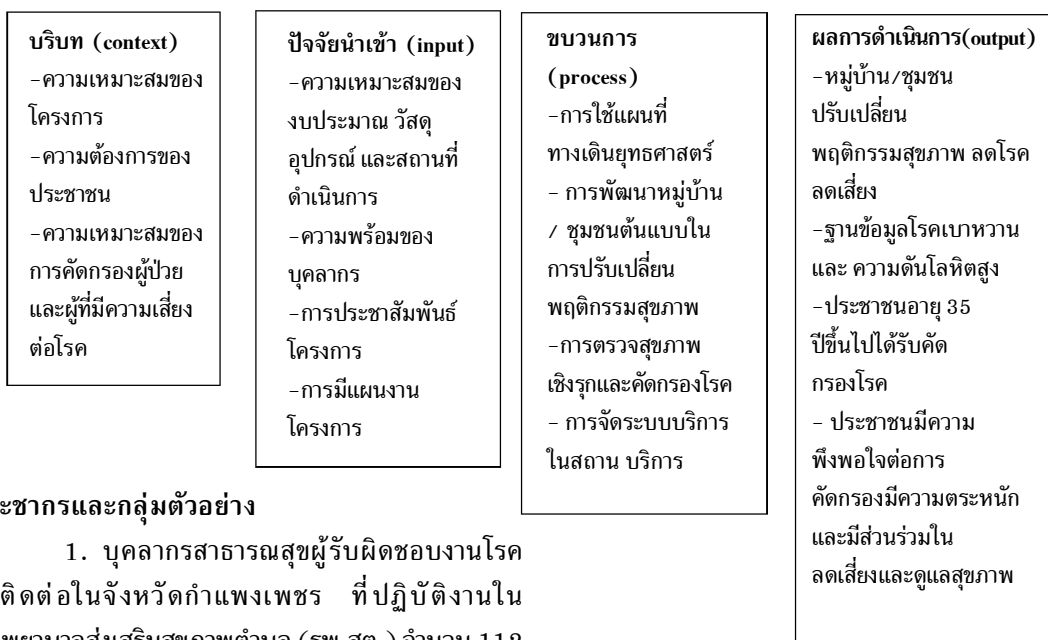 บริบท (context)
-ความเหมาะสมของ
โครงการ
-ความต้องการของ
ประชาชน
-ความเหมาะสมของ
การคัดกรองผู้ป่วย
และผู้ที่มีความเสี่ยง
ต่อโรค
ปัจจัยนำเข้า (input)
-ความเหมาะสมของ
งบประมาณ วัสดุ
อุปกรณ์ และสถานที่
ดำเนินการ
-ความพร้อมของ
บุคลากร
-การประชาสัมพันธ์
โครงการ
-การมีแผนงาน
โครงการ
ขบวนการ
(process)
-การใช้แผนที่
ทางเดินยุทธศาสตร์
- การพัฒนาหมู่บ้าน
/ ชุมชนต้นแบบใน
การปรับเปลี่ยน
พฤติกรรมสุขภาพ
-การตรวจสุขภาพ
เชิงรุกและคัดกรองโรค
- การจัดระบบบริการ
ในสถาน บริการ
ผลการดำเนินการ(output)
-หมู่บ้าน/ชุมชน
ปรับเปลี่ยน
พฤติกรรมสุขภาพ ลดโรค
ลดเสี่ยง
-ฐานข้อมูลโรคเบาหวาน
และ ความดันโลหิตสูง
-ประชาชนอายุ 35
ปีขึ้นไปได้รับคัด
กรองโรค
- ประชาชนมีความ
พึงพอใจต่อการ
คัดกรองมีความตระหนัก
และมีส่วนร่วมใน
ลดเสี่ยงและดูแลสุขภาพ
ะชากรและกลุ่มตัวอย่าง
1. บุคลากรสาธารณสุขผู้รับผิดชอบงานโรค
ติดต่อในจังหวัดกำแพงเพชร ที่ปฏิบัติงานใน
พยาบาลส่งเสริมสุขภาพตำบล (รพ.สต.) จำนวน 112